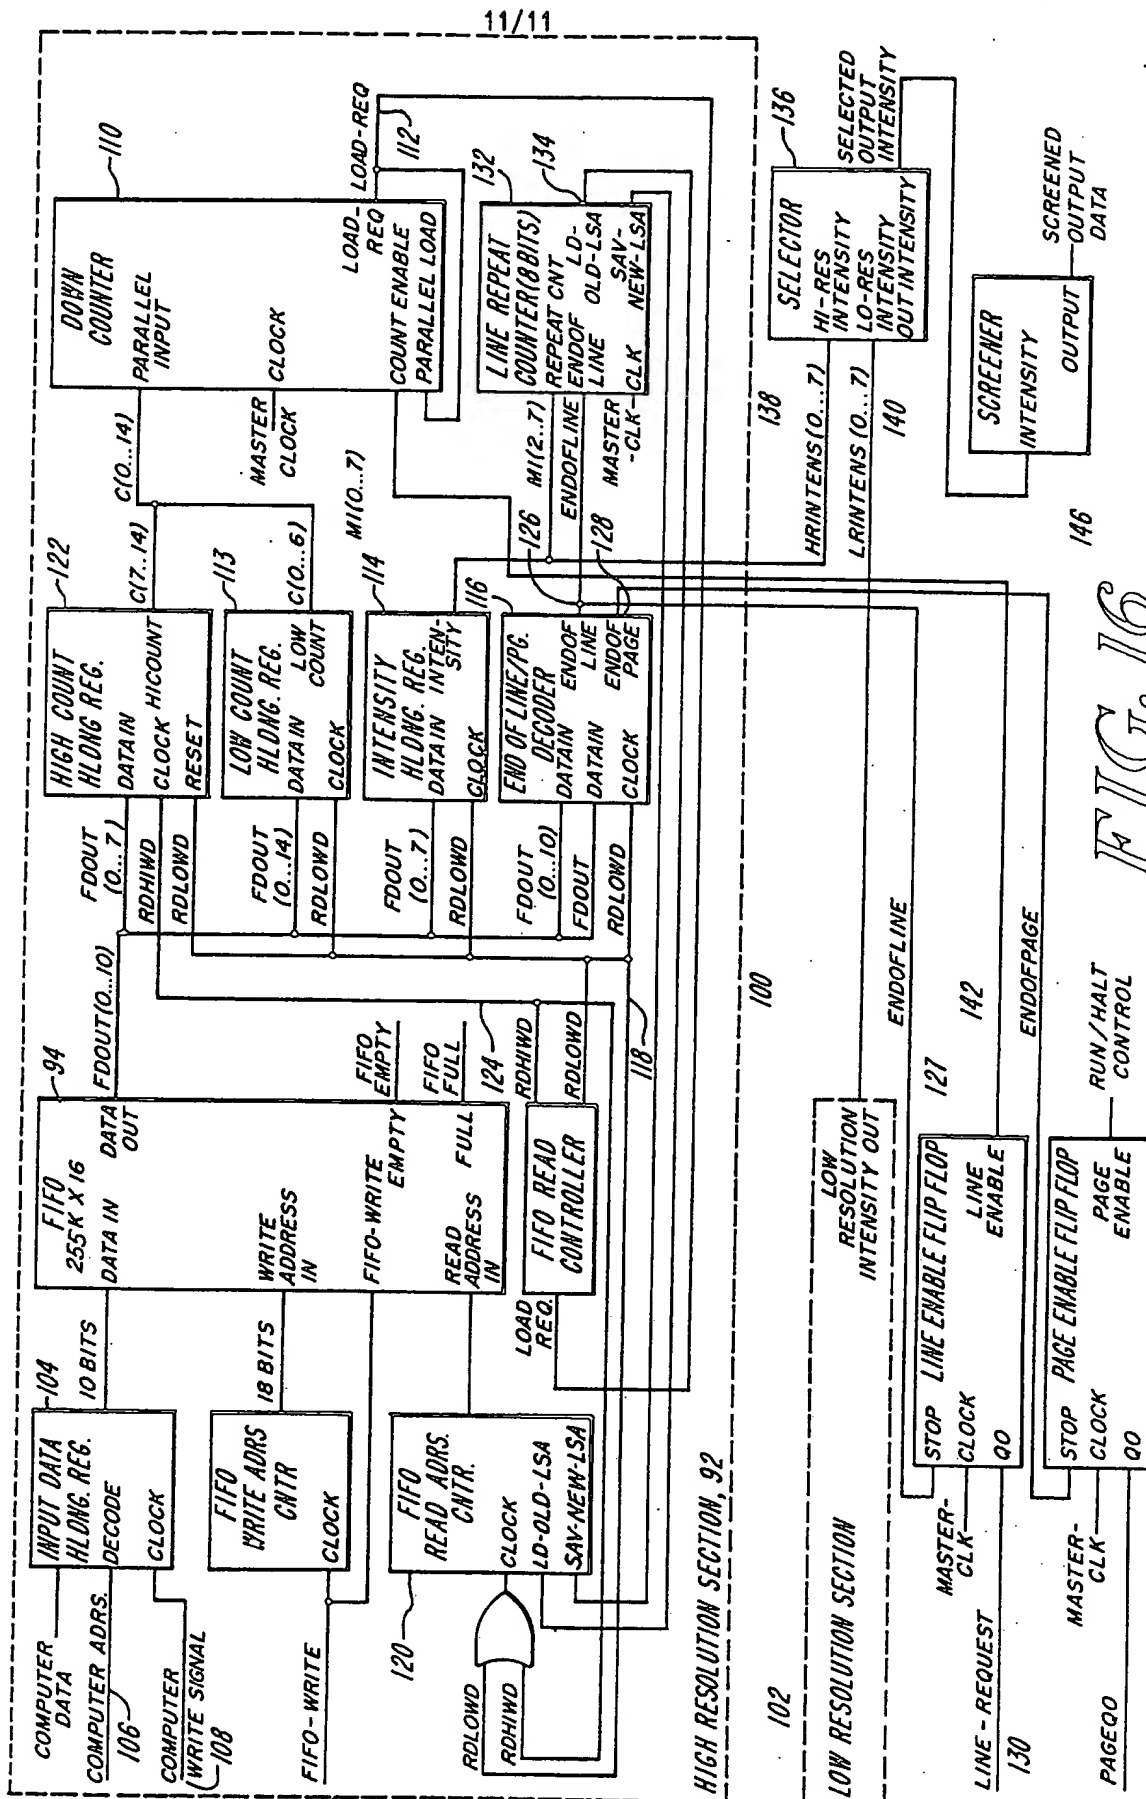 11/11
COMPUTER
DATA
COMPUTER ADRS.
106
COMPUTER
WRITE SIGNAL
108
INPUT DATA
HLDNG. REG.
DECODE
CLOCK
104
10 BITS
FIFO-WRITE
FIFO
WRITE ADRS
CNTR
CLOCK
18 BITS
120
FIFO
READ ADRS.
CNTR.
CLOCK
LD-OLD-LSA
SAV-NEW-LSA
RDLOWD
RDHIWD
FIFO
255K X 16
DATA IN
DATA
OUT
WRITE
ADDRESS
IN
FIFO-WRITE
EMPTY
READ
ADDRESS
IN
FULL
94
FDOUT(0...10)
FIFO
EMPTY
FIFO
FULL
124
LOAD
REQ.
FIFO READ
CONTROLLER
RDHIWD
RDLOWD
118
FDOUT
(0...7)
RDHIWD
RDLOWD
HIGH COUNT
HLDNG REG.
DATAIN
CLOCK HICOUNT
RESET
122
C(7...14)
FDOUT
(0...14)
RDLOWD
LOW COUNT
HLDNG. REG.
DATAIN LOW
COUNT
CLOCK
113
C(0...6)
C(0...14)
FDOUT
(0...7)
RDLOWD
INTENSITY
HLDNG. REG.
DATAIN INTEN-
SITY
CLOCK
114
MI(0...7)
FDOUT
(0...10)
FDOUT
RDLOWD
END OF LINE/PG.
DECODER
DATAIN ENDOF
LINE
DATAIN
ENDOF
PAGE
CLOCK
116
126
128
DOWN
COUNTER
PARALLEL
INPUT
CLOCK
LOAD_
REQ
COUNT ENABLE
PARALLEL LOAD
110
MASTER
CLOCK
LOAD-REQ
112
MI(2...7)
ENDOFLINE
MASTER
-CLK
LINE REPEAT
COUNTER(8 BITS)
REPEAT CNT
ENDOF LD-
LINE OLD-LSA
SAV-
CLK NEW-LSA
132
134
HIGH RESOLUTION SECTION, 92
100
102
LOW RESOLUTION SECTION
LOW
RESOLUTION
INTENSITY OUT
138
HRINTENS(0...7)
LRINTENS(0...7)
140
SELECTOR
HI-RES
INTENSITY
LO-RES
INTENSITY
OUT INTENSITY
136
SELECTED
OUTPUT
INTENSITY
SCREENER
INTENSITY
OUTPUT
SCREENED
OUTPUT
DATA
146
ENDOFLINE
142
ENDOFPAGE
127
LINE ENABLE FLIP FLOP
STOP
CLOCK
QO
LINE
ENABLE
MASTER-
CLK
LINE-REQUEST
130
PAGE ENABLE FLIP FLOP
STOP
CLOCK
QO
PAGE
ENABLE
MASTER-
CLK
PAGEQO
RUN/HALT
CONTROL
FIG. 16